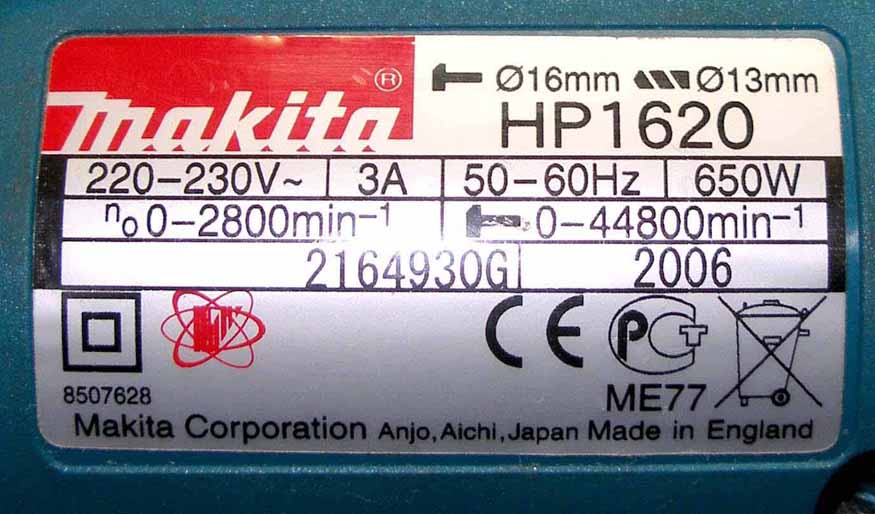 makita® Ø16mm Ø13mm
HP1620
220–230V~ 3A 50–60Hz 650W
n₀ 0–2800min⁻¹ 0–44800min⁻¹
2164930G 2006
CE PCT
ME77
8507628
Makita Corporation Anjo, Aichi, Japan Made in England